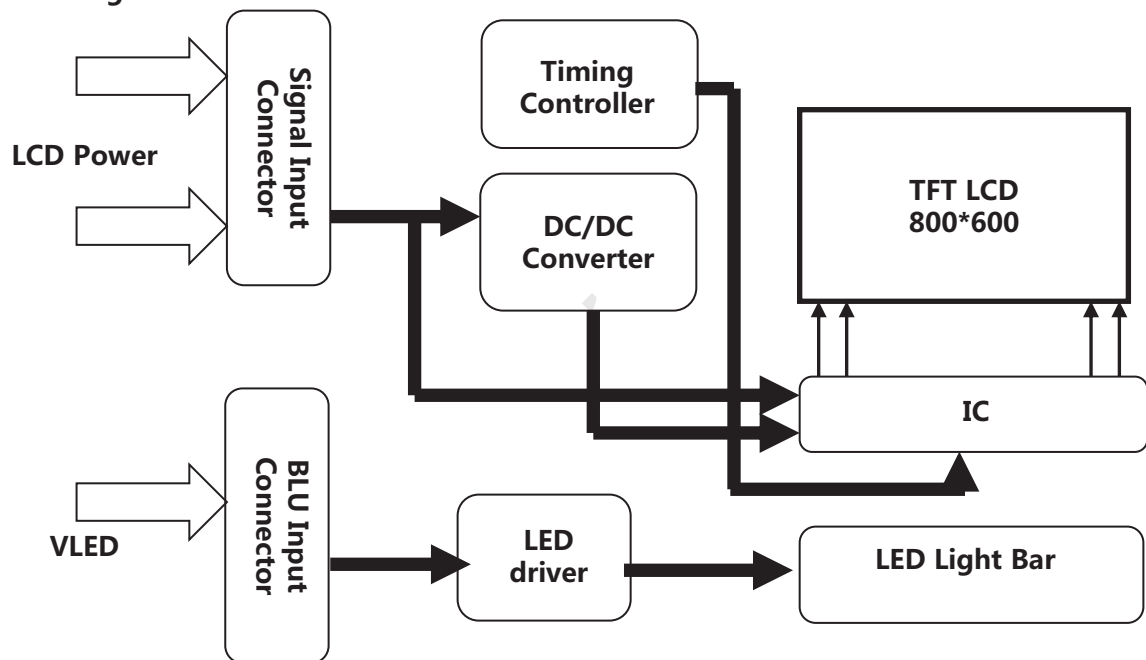 LCD Power
Signal Input
Connector
Timing
Controller
DC/DC
Converter
TFT LCD
800*600
IC
VLED
BLU Input
Connector
LED
driver
LED Light Bar